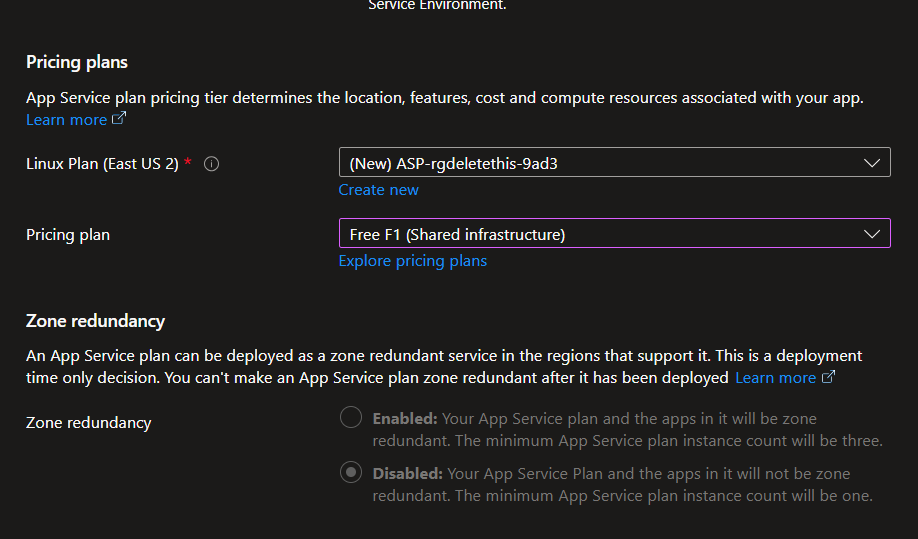 Service Environment.
Pricing plans
App Service plan pricing tier determines the location, features, cost and compute resources associated with your app.
Learn more
Linux Plan (East US 2) *
(New) ASP-rgdeletethis-9ad3
Create new
Pricing plan
Free F1 (Shared infrastructure)
Explore pricing plans
Zone redundancy
An App Service plan can be deployed as a zone redundant service in the regions that support it. This is a deployment
time only decision. You can't make an App Service plan zone redundant after it has been deployed Learn more
Zone redundancy
Enabled: Your App Service plan and the apps in it will be zone
redundant. The minimum App Service plan instance count will be three.
Disabled: Your App Service Plan and the apps in it will not be zone
redundant. The minimum App Service plan instance count will be one.